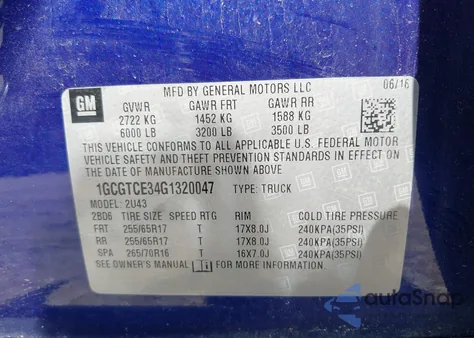 GM
MFD BY GENERAL MOTORS LLC
06/16
GVWR GAWR FRT GAWR RR
2722 KG 1452 KG 1588 KG
6000 LB 3200 LB 3500 LB
THIS VEHICLE CONFORMS TO ALL APPLICABLE U.S. FEDERAL
VEHICLE SAFETY AND THEFT PREVENTION STANDARDS IN EFFECT ON
THE DATE OF MANUFACTURE SHOWN ABOVE.
1GCGTCE34G1320047 TYPE: TRUCK
MODEL: 2U43
2BD6 TIRE SIZE SPEED RTG RIM COLD TIRE PRESSURE
FRT 255/65R17 T 17X8.0J 240KPA(35PSI)
RR 255/65R17 T 17X8.0J 240KPA(35PSI)
SPA 265/70R16 T 16X7.0J 240KPA(35PSI)
SEE OWNER'S MANUAL FOR MORE INFORMATION.
autoSnap